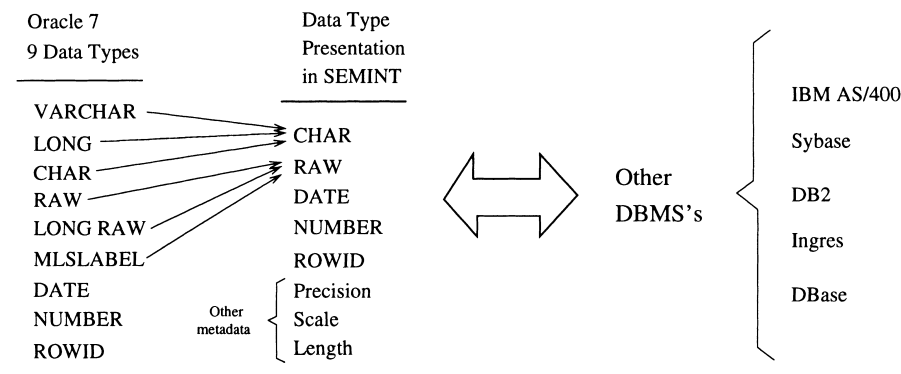 Oracle 7
9 Data Types
VARCHAR
LONG
CHAR
RAW
LONG RAW
MLSLABEL
DATE
NUMBER
ROWID
Data Type
Presentation
in SEMINT
CHAR
RAW
DATE
NUMBER
ROWID
Other
metadata
Precision
Scale
Length
Other
DBMS's
IBM AS/400
Sybase
DB2
Ingres
DBase